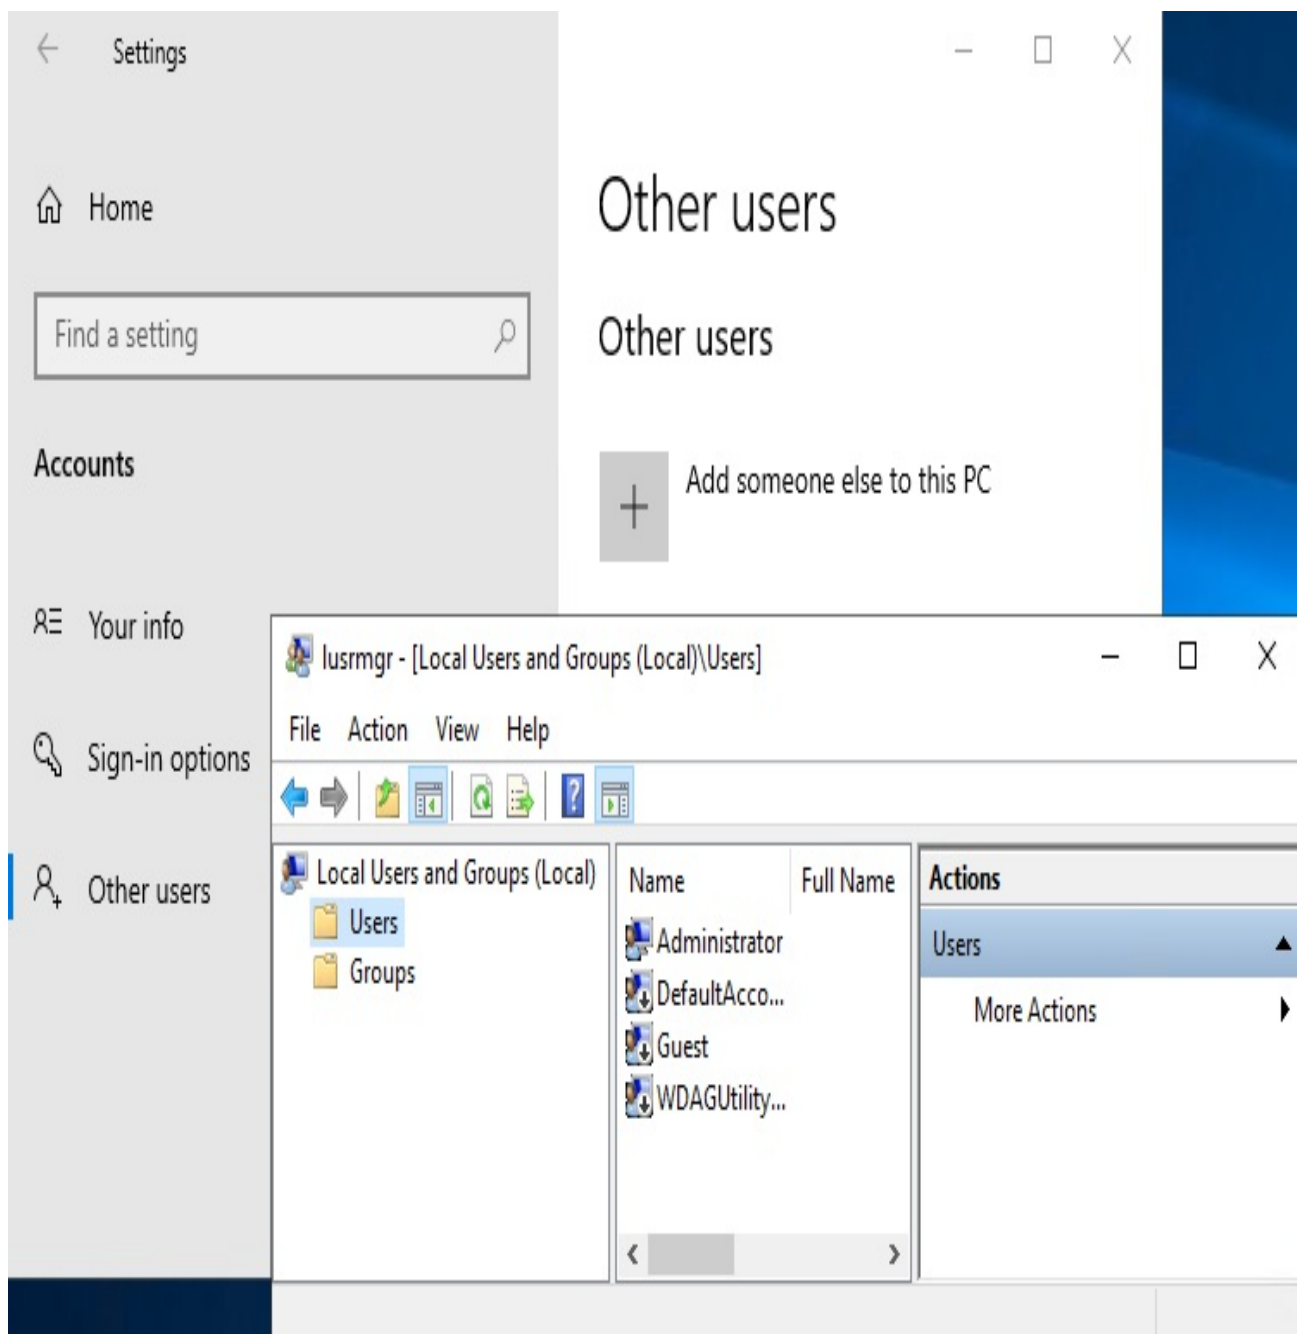 Settings
Home
Find a setting
Accounts
Your info
Sign-in options
Other users
Other users
Other users
Add someone else to this PC
lusrmgr - [Local Users and Groups (Local)\Users]
File Action View Help
Local Users and Groups (Local)
Users
Groups
Name Full Name
Administrator
DefaultAcco...
Guest
WDAGUtility...
Actions
Users
More Actions